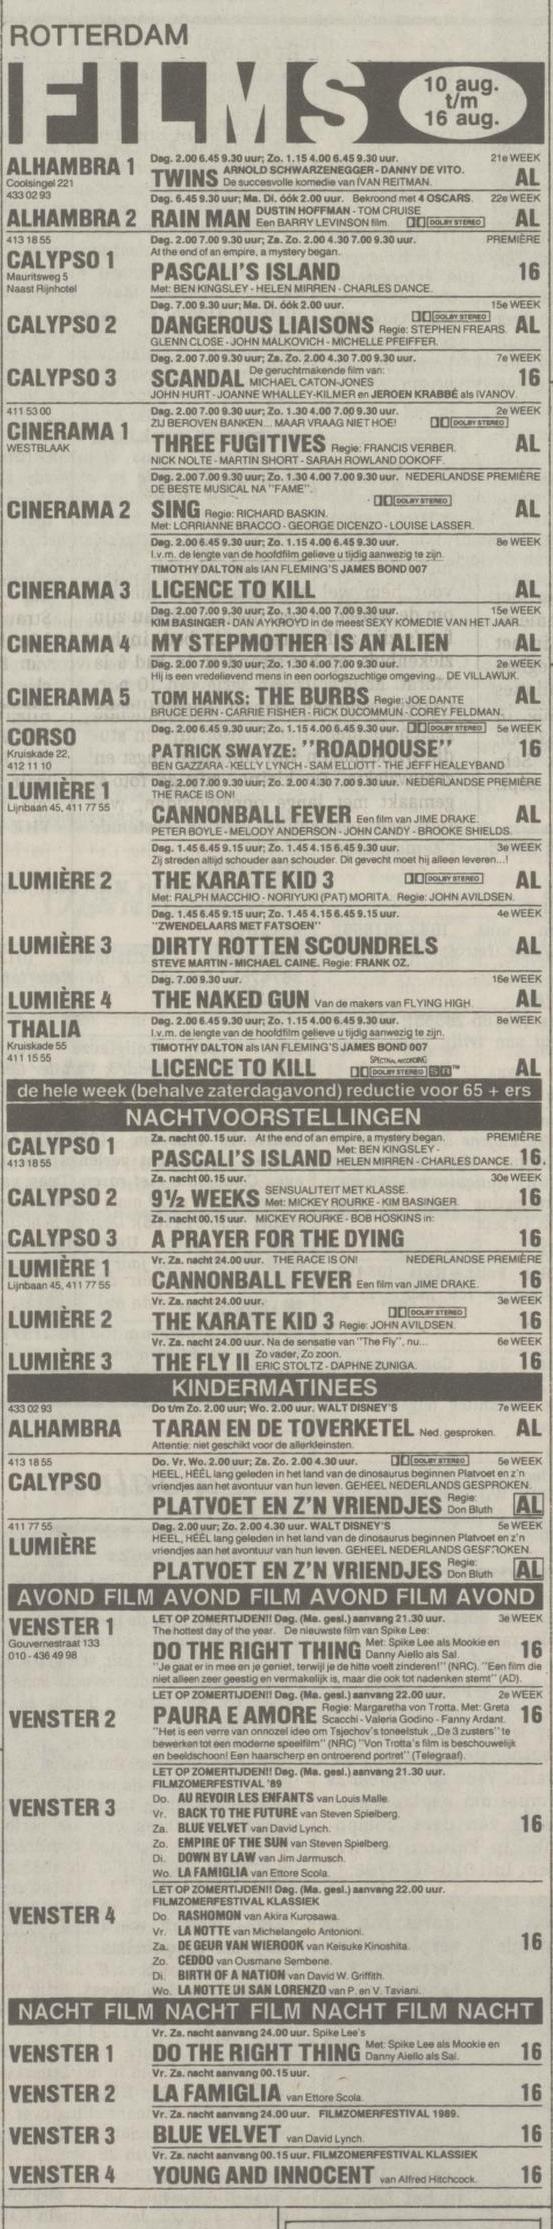 ROTTERDAM
FILMS
10 aug.
t/m
16 aug.
ALHAMBRA 1
Coolsingel 221
433 02 93
Dag. 2.00 6.45 9.30 uur; Zo. 1.15 4.00 6.45 9.30 uur. 21e WEEK
TWINS ARNOLD SCHWARZENEGGER - DANNY DE VITO. AL
De succesvolle komedie van IVAN REITMAN.
ALHAMBRA 2
Dag. 6.45 9.30 uur; Ma. Di. óók 2.00 uur. Bekroond met 4 OSCARS. 22e WEEK
RAIN MAN DUSTIN HOFFMAN - TOM CRUISE AL
Een BARRY LEVINSON film. DOLBY STEREO
413 18 55
CALYPSO 1
Mauritsweg 5
Naast Rijnhotel
Dag. 2.00 7.00 9.30 uur; Za. Zo. 2.00 4.30 7.00 9.30 uur. PREMIÈRE
At the end of an empire, a mystery began.
PASCALI'S ISLAND 16
Met: BEN KINGSLEY - HELEN MIRREN - CHARLES DANCE.
CALYPSO 2
Dag. 7.00 9.30 uur; Ma. Di. óók 2.00 uur. 15e WEEK
DOLBY STEREO
DANGEROUS LIAISONS Regie: STEPHEN FREARS. AL
GLENN CLOSE - JOHN MALKOVICH - MICHELLE PFEIFFER.
CALYPSO 3
Dag. 2.00 7.00 9.30 uur; Za. Zo. 2.00 4.30 7.00 9.30 uur. 7e WEEK
SCANDAL De geruchtmakende film van: 16
MICHAEL CATON-JONES
JOHN HURT - JOANNE WHALLEY-KILMER en JEROEN KRABBÉ als IVANOV.
411 53 00
CINERAMA 1
WESTBLAAK
Dag. 2.00 7.00 9.30 uur; Zo. 1.30 4.00 7.00 9.30 uur. 2e WEEK
ZIJ BEROVEN BANKEN... MAAR VRAAG NIET HOE! DOLBY STEREO
THREE FUGITIVES Regie: FRANCIS VERBER. AL
NICK NOLTE - MARTIN SHORT - SARAH ROWLAND DOKOFF.
CINERAMA 2
Dag. 2.00 7.00 9.30 uur; Zo. 1.30 4.00 7.00 9.30 uur. NEDERLANDSE PREMIÈRE
DE BESTE MUSICAL NA "FAME".
DOLBY STEREO
SING Regie: RICHARD BASKIN. AL
Met: LORRIANNE BRACCO - GEORGE DICENZO - LOUISE LASSER.
Dag. 2.00 6.45 9.30 uur; Zo. 1.15 4.00 6.45 9.30 uur. 8e WEEK
I.v.m. de lengte van de hoofdfilm gelieve u tijdig aanwezig te zijn.
TIMOTHY DALTON als IAN FLEMING'S JAMES BOND 007
CINERAMA 3 LICENCE TO KILL AL
Dag. 2.00 7.00 9.30 uur; Zo. 1.30 4.00 7.00 9.30 uur. 15e WEEK
KIM BASINGER - DAN AYKROYD in de meest SEXY KOMEDIE VAN HET JAAR.
CINERAMA 4 MY STEPMOTHER IS AN ALIEN AL
Dag. 2.00 7.00 9.30 uur; Zo. 1.30 4.00 7.00 9.30 uur. 2e WEEK
Hij is een vredelievend mens in een oorlogszuchtige omgeving... DE VILLAWIJK.
CINERAMA 5 TOM HANKS: THE BURBS Regie: JOE DANTE AL
BRUCE DERN - CARRIE FISHER - RICK DUCOMMUN - COREY FELDMAN.
CORSO
Kruiskade 22,
412 11 10
Dag. 2.00 6.45 9.30 uur; Zo. 1.15 4.00 6.45 9.30 uur. DOLBY STEREO 5e WEEK
PATRICK SWAYZE: "ROADHOUSE" 16
BEN GAZZARA - KELLY LYNCH - SAM ELLIOTT - THE JEFF HEALEYBAND
LUMIÈRE 1
Lijnbaan 45, 411 77 55
Dag. 2.00 7.00 9.30 uur; Zo. 2.00 4.30 7.00 9.30 uur. NEDERLANDSE PREMIÈRE
THE RACE IS ON!
CANNONBALL FEVER Een film van JIME DRAKE. AL
PETER BOYLE - MELODY ANDERSON - JOHN CANDY - BROOKE SHIELDS.
Dag. 1.45 6.45 9.15 uur; Zo. 1.45 4.15 6.45 9.15 uur. 3e WEEK
Zij streden altijd schouder aan schouder. Dit gevecht moet hij alleen leveren...!
LUMIÈRE 2 THE KARATE KID 3 DOLBY STEREO AL
Met: RALPH MACCHIO - NORIYUKI (PAT) MORITA. Regie: JOHN AVILDSEN.
Dag. 1.45 6.45 9.15 uur; Zo. 1.45 4.15 6.45 9.15 uur. 4e WEEK
"ZWENDELAARS MET FATSOEN"
LUMIÈRE 3 DIRTY ROTTEN SCOUNDRELS AL
STEVE MARTIN - MICHAEL CAINE. Regie: FRANK OZ.
Dag. 7.00 9.30 uur. 16e WEEK
LUMIÈRE 4 THE NAKED GUN Van de makers van FLYING HIGH. AL
THALIA
Kruiskade 55
411 15 55
Dag. 2.00 6.45 9.30 uur; Zo. 1.15 4.00 6.45 9.30 uur. 8e WEEK
I.v.m. de lengte van de hoofdfilm gelieve u tijdig aanwezig te zijn.
TIMOTHY DALTON als IAN FLEMING'S JAMES BOND 007
SPECTRAL RECORDING
LICENCE TO KILL DOLBY STEREO SR™ AL
de hele week (behalve zaterdagavond) reductie voor 65 + ers
NACHTVOORSTELLINGEN
CALYPSO 1
413 18 55
Za. nacht 00.15 uur. At the end of an empire, a mystery began. PREMIÈRE
PASCALI'S ISLAND Met: BEN KINGSLEY - 16.
HELEN MIRREN - CHARLES DANCE.
Za. nacht 00.15 uur. 30e WEEK
CALYPSO 2 9½ WEEKS SENSUALITEIT MET KLASSE. 16
Met: MICKEY ROURKE - KIM BASINGER.
Za. nacht 00.15 uur. MICKEY ROURKE - BOB HOSKINS in:
CALYPSO 3 A PRAYER FOR THE DYING 16
LUMIÈRE 1
Lijnbaan 45, 411 77 55
Vr. Za. nacht 24.00 uur. THE RACE IS ON! NEDERLANDSE PREMIÈRE
CANNONBALL FEVER Een film van JIME DRAKE. 16
Vr. Za. nacht 24.00 uur. 3e WEEK
DOLBY STEREO
LUMIÈRE 2 THE KARATE KID 3 Regie: JOHN AVILDSEN. 16
Vr. Za. nacht 24.00 uur. Na de sensatie van "The Fly", nu... 6e WEEK
LUMIÈRE 3 THE FLY II Zo vader, Zo zoon. 16
ERIC STOLTZ - DAPHNE ZUNIGA.
KINDERMATINEES
433 02 93
Do t/m Zo. 2.00 uur; Wo. 2.00 uur. WALT DISNEY'S 7e WEEK
ALHAMBRA TARAN EN DE TOVERKETEL Ned. gesproken. AL
Attentie: niet geschikt voor de allerkleinsten.
413 18 55
CALYPSO
Do. Vr. Wo. 2.00 uur; Za. Zo. 2.00 4.30 uur. DOLBY STEREO 5e WEEK
HEEL, HÉÉL lang geleden in het land van de dinosaurus beginnen Platvoet en z'n
vriendjes aan het avontuur van hun leven. GEHEEL NEDERLANDS GESPROKEN.
PLATVOET EN Z'N VRIENDJES Regie: AL
Don Bluth
411 77 55
LUMIÈRE
Dag. 2.00 uur; Zo. 2.00 4.30 uur. WALT DISNEY'S 5e WEEK
HEEL, HÉÉL lang geleden in het land van de dinosaurus beginnen Platvoet en z'n
vriendjes aan het avontuur van hun leven. GEHEEL NEDERLANDS GESPROKEN.
PLATVOET EN Z'N VRIENDJES Regie: AL
Don Bluth
AVOND FILM AVOND FILM AVOND FILM AVOND
VENSTER 1
Gouvernestraat 133
010 - 436 49 98
LET OP ZOMERTIJDEN!! Dag. (Ma. gesl.) aanvang 21.30 uur. 3e WEEK
The hottest day of the year. De nieuwste film van Spike Lee:
DO THE RIGHT THING Met: Spike Lee als Mookie en 16
Danny Aiello als Sal.
"Je gaat er in mee en je geniet, terwijl je de hitte voelt zinderen!" (NRC). "Een film die
niet alleen zeer geestig en vermakelijk is, maar die ook tot nadenken stemt" (AD).
VENSTER 2
LET OP ZOMERTIJDEN!! Dag. (Ma. gesl.) aanvang 22.00 uur. 2e WEEK
PAURA E AMORE Regie: Margaretha von Trotta. Met: Greta 16
Scacchi - Valeria Godino - Fanny Ardant.
"Het is een verre van onnozel idee om Tsjechov's toneelstuk „De 3 zusters" te
bewerken tot een moderne speelfilm" (NRC) "Von Trotta's film is beschouwelijk
en beeldschoon! Een haarscherp en ontroerend portret" (Telegraaf).
VENSTER 3
LET OP ZOMERTIJDEN!! Dag. (Ma. gesl.) aanvang 21.30 uur.
FILMZOMERFESTIVAL '89
Do. AU REVOIR LES ENFANTS van Louis Malle.
Vr. BACK TO THE FUTURE van Steven Spielberg.
Za. BLUE VELVET van David Lynch. 16
Zo. EMPIRE OF THE SUN van Steven Spielberg.
Di. DOWN BY LAW van Jim Jarmusch.
Wo. LA FAMIGLIA van Ettore Scola.
VENSTER 4
LET OP ZOMERTIJDEN!! Dag. (Ma. gesl.) aanvang 22.00 uur.
FILMZOMERFESTIVAL KLASSIEK
Do. RASHOMON van Akira Kurosawa.
Vr. LA NOTTE van Michelangelo Antonioni.
Za. DE GEUR VAN WIEROOK van Keisuke Kinoshita. 16
Zo. CEDDO van Ousmane Sembene.
Di. BIRTH OF A NATION van David W. Griffith.
Wo. LA NOTTE DI SAN LORENZO van P. en V. Taviani.
NACHT FILM NACHT FILM NACHT FILM NACHT
Vr. Za. nacht aanvang 24.00 uur. Spike Lee's
VENSTER 1 DO THE RIGHT THING Met: Spike Lee als Mookie en 16
Danny Aiello als Sal.
Vr. Za. nacht aanvang 00.15 uur.
VENSTER 2 LA FAMIGLIA van Ettore Scola. 16
Vr. Za. nacht aanvang 24.00 uur. FILMZOMERFESTIVAL 1989.
VENSTER 3 BLUE VELVET van David Lynch. 16
Vr. Za. nacht aanvang 00.15 uur. FILMZOMERFESTIVAL KLASSIEK
VENSTER 4 YOUNG AND INNOCENT van Alfred Hitchcock. 16